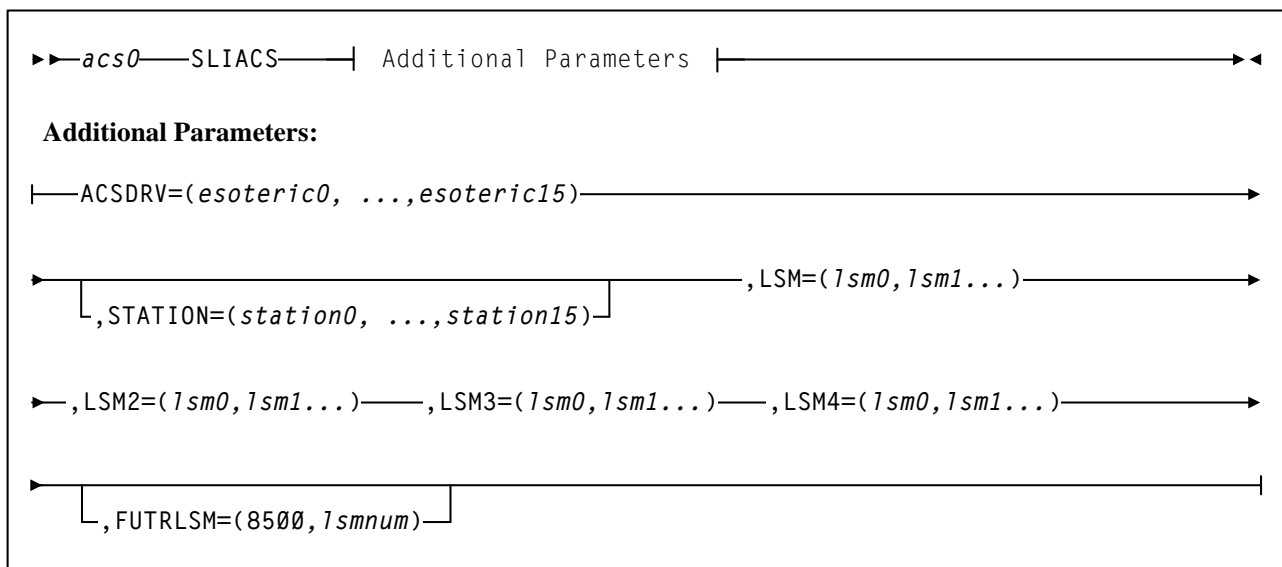 acs0 SLIACS Additional Parameters
Additional Parameters:
ACSDRV=(esoteric0, ...,esoteric15)
,LSM=(lsm0,lsm1...)
,STATION=(station0, ...,station15)
,LSM2=(lsm0,lsm1...) ,LSM3=(lsm0,lsm1...) ,LSM4=(lsm0,lsm1...)
,FUTRLSM=(85ØØ,lsmnum)